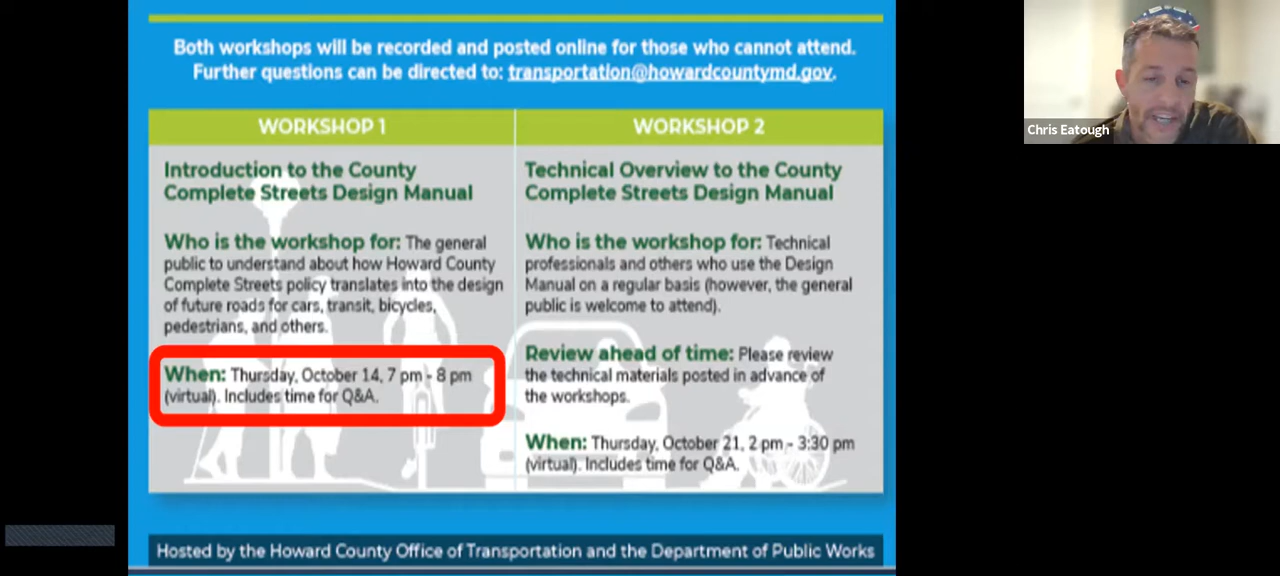 Both workshops will be recorded and posted online for those who cannot attend.
Further questions can be directed to: transportation@howardcountymd.gov.
WORKSHOP 1
Introduction to the County
Complete Streets Design Manual
Who is the workshop for: The general
public to understand about how Howard County
Complete Streets policy translates into the design
of future roads for cars, transit, bicycles,
pedestrians, and others.
When: Thursday, October 14, 7 pm - 8 pm
(virtual). Includes time for Q&A.
WORKSHOP 2
Technical Overview to the County
Complete Streets Design Manual
Who is the workshop for: Technical
professionals and others who use the Design
Manual on a regular basis (however, the general
public is welcome to attend).
Review ahead of time: Please review
the technical materials posted in advance of
the workshops.
When: Thursday, October 21, 2 pm - 3:30 pm
(virtual). Includes time for Q&A.
Hosted by the Howard County Office of Transportation and the Department of Public Works
Chris Eatough